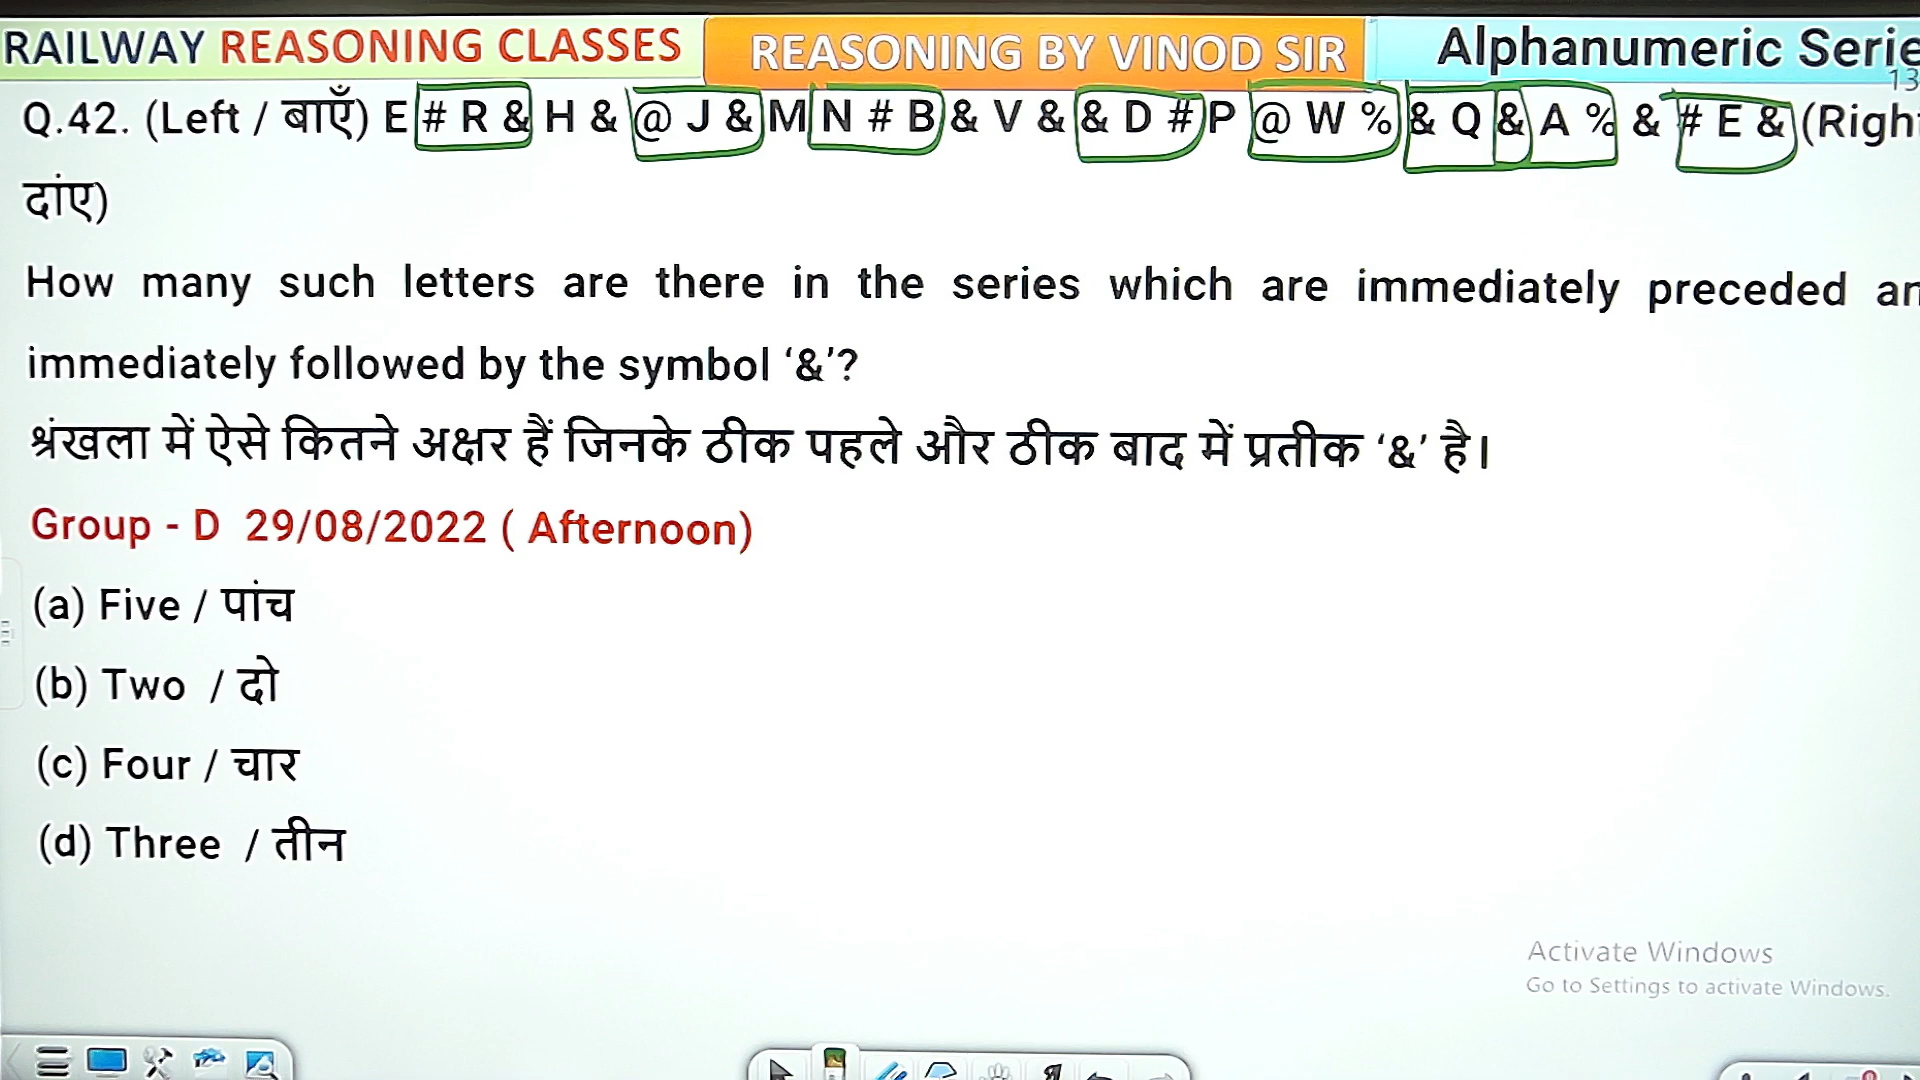 RAILWAY REASONING CLASSES REASONING BY VINOD SIR Alphanumeric Serie
13
Q.42. (Left / बाएँ) E # R & H & @ J & M N # B & V & & D # P @ W % & Q & A % & # E & (Righ
दांए)
How many such letters are there in the series which are immediately preceded an
immediately followed by the symbol ‘&’?
श्रंखला में ऐसे कितने अक्षर हैं जिनके ठीक पहले और ठीक बाद में प्रतीक ‘&’ है।
Group - D 29/08/2022 ( Afternoon)
(a) Five / पांच
(b) Two / दो
(c) Four / चार
(d) Three / तीन
Activate Windows
Go to Settings to activate Windows.